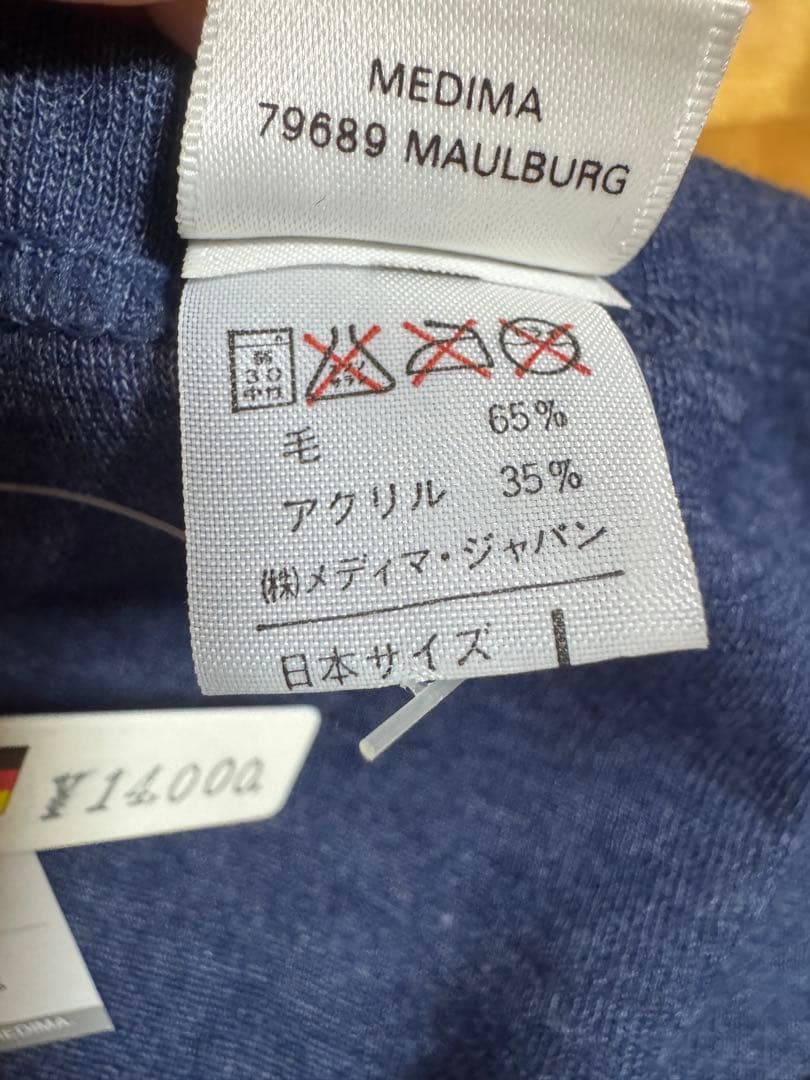 MEDIMA
79689 MAULBURG
毛 65%
アクリル 35%
(株)メディマ・ジャパン
日本サイズ
¥14000
MEDIMA